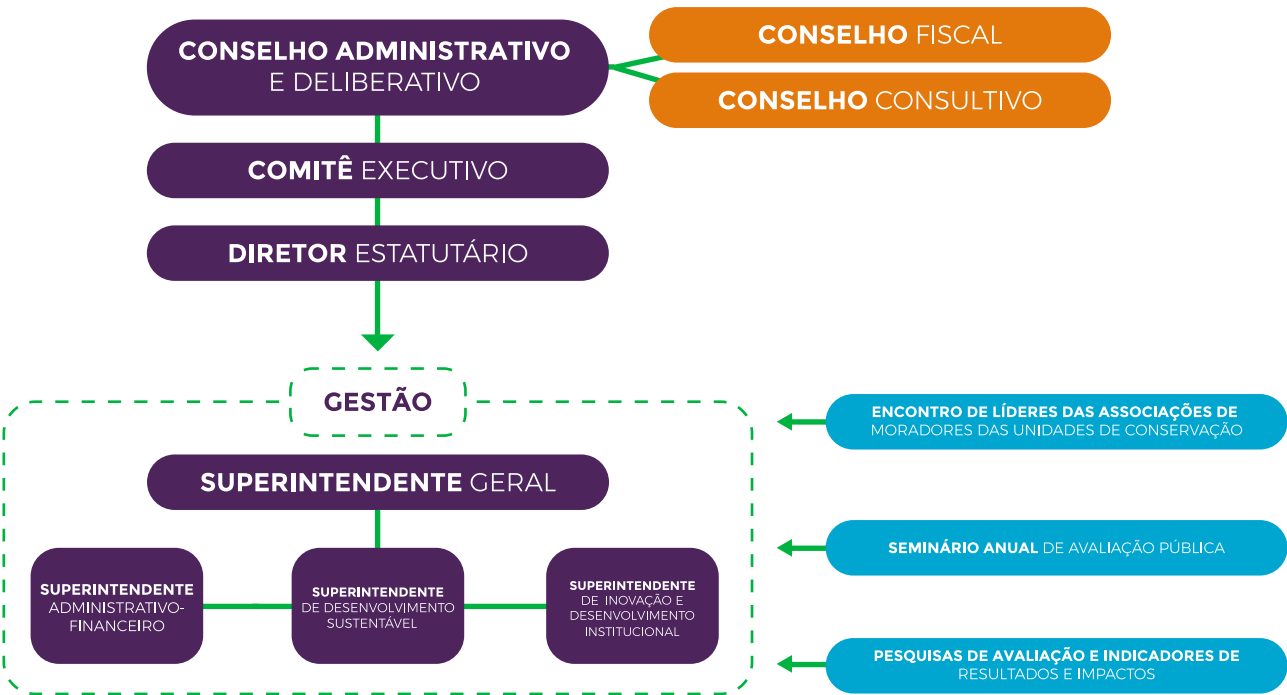 CONSELHO ADMINISTRATIVO
E DELIBERATIVO
CONSELHO FISCAL
CONSELHO CONSULTIVO
COMITÊ EXECUTIVO
DIRETOR ESTATUTÁRIO
GESTÃO
SUPERINTENDENTE GERAL
SUPERINTENDENTE
ADMINISTRATIVO-
FINANCEIRO
SUPERINTENDENTE
DE DESENVOLVIMENTO
SUSTENTÁVEL
SUPERINTENDENTE
DE INOVAÇÃO E
DESENVOLVIMENTO
INSTITUCIONAL
ENCONTRO DE LÍDERES DAS ASSOCIAÇÕES DE
MORADORES DAS UNIDADES DE CONSERVAÇÃO
SEMINÁRIO ANUAL DE AVALIAÇÃO PÚBLICA
PESQUISAS DE AVALIAÇÃO E INDICADORES DE
RESULTADOS E IMPACTOS